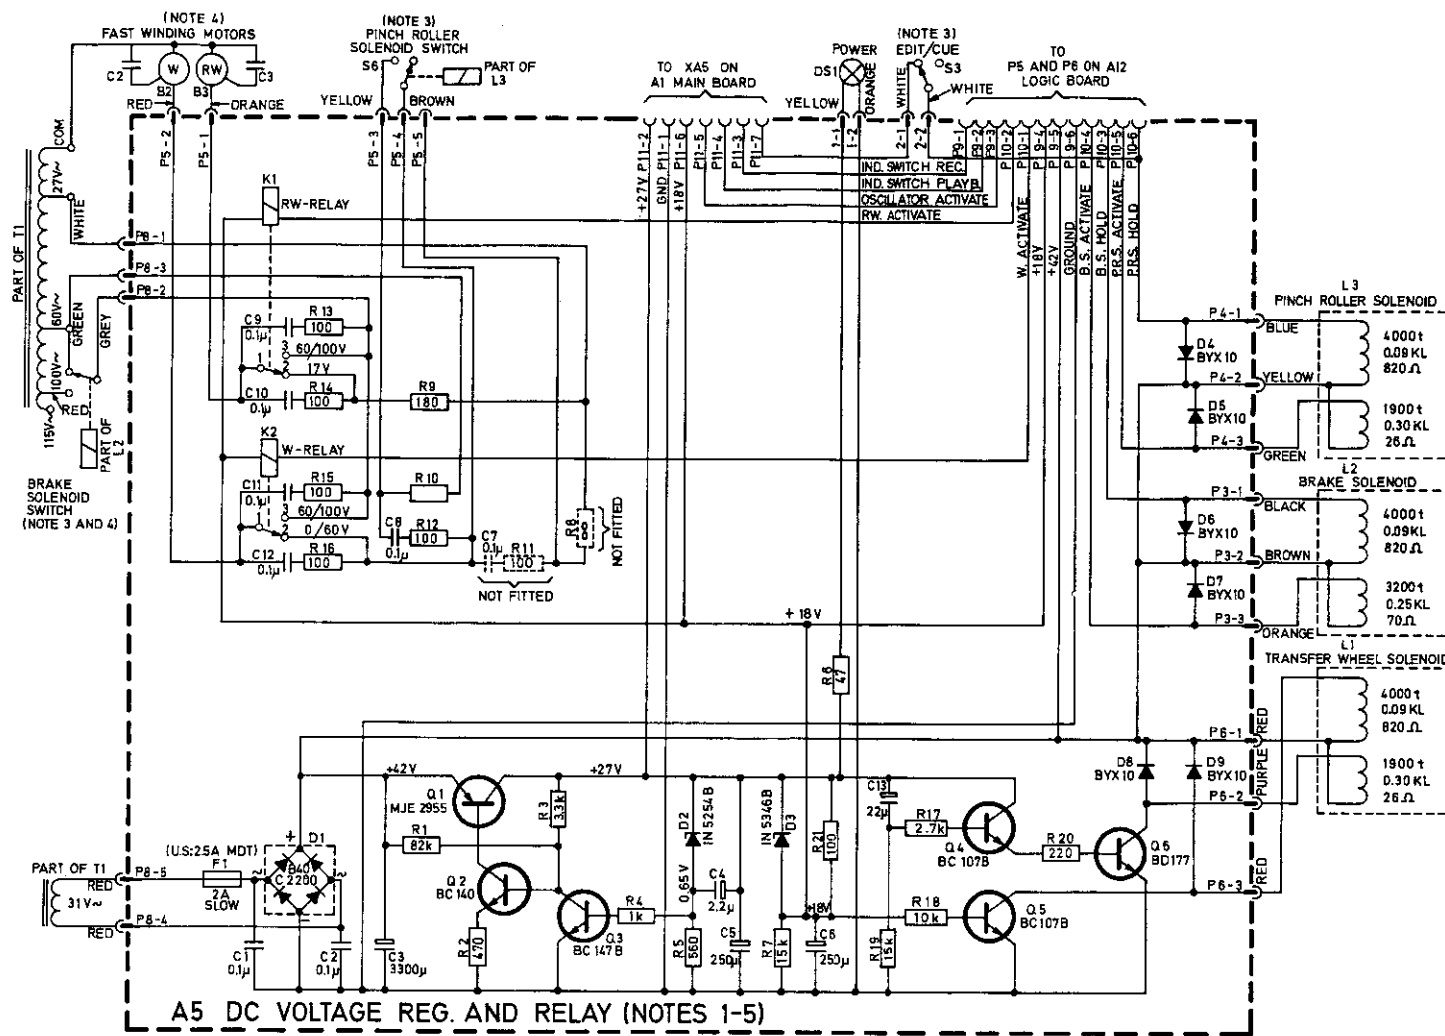 (NOTE 4)
FAST WINDING MOTORS
C2
W
RW
C3
B2
B3
RED
ORANGE
(NOTE 3)
PINCH ROLLER
SOLENOID SWITCH
S6
PART OF
L3
YELLOW
BROWN
TO XA5 ON
A1 MAIN BOARD
POWER
DS1
YELLOW
ORANGE
(NOTE 3)
EDIT/CUE
S3
WHITE
WHITE
TO
P5 AND P6 ON A12
LOGIC BOARD
P5-2
P5-1
P5-3
P5-4
P5-5
P11-2
P11-1
P11-6
P11-5
P11-4
P11-3
P11-7
1-1
1-2
2-1
2-2
P9-1
P9-2
P9-3
P10-2
P10-1
P9-4
P9-5
P9-6
P10-4
P10-3
P10-5
P10-6
+27V
GND
+18V
IND. SWITCH REC.
IND. SWITCH PLAYB.
OSCILLATOR ACTIVATE
RW. ACTIVATE
W. ACTIVATE
+18V
+42V
GROUND
B.S. ACTIVATE
B.S. HOLD
P.R.S. ACTIVATE
P.R.S. HOLD
PART OF T1
COM
27V~
WHITE
60V~
GREEN
GREY
100V~
RED
115V~
PART OF
L2
BRAKE
SOLENOID
SWITCH
(NOTE 3 AND 4)
P8-1
P8-3
P8-2
K1
RW-RELAY
C9
0.1µ
R13
100
3
60/100V
1
2
17V
C10
0.1µ
R14
100
R9
180
K2
W-RELAY
C11
0.1µ
R15
100
3
60/100V
1
2
0/60V
C12
0.1µ
R16
100
R10
C8
0.1µ
R12
100
C7
0.1µ
R11
100
NOT FITTED
R8
NOT FITTED
+18V
R6
47
L3
PINCH ROLLER SOLENOID
P4-1
BLUE
4000t
0.09KL
820Ω
D4
BYX10
P4-2
YELLOW
D5
BYX10
1900t
0.30KL
26Ω
P4-3
GREEN
L2
BRAKE SOLENOID
P3-1
BLACK
4000t
0.09KL
820Ω
D6
BYX10
P3-2
BROWN
D7
BYX10
3200t
0.25KL
70Ω
P3-3
ORANGE
L1
TRANSFER WHEEL SOLENOID
4000t
0.09KL
820Ω
P6-1
RED
D8
BYX10
D9
BYX10
PURPLE
P6-2
1900t
0.30KL
26Ω
P6-3
RED
+42V
Q1
MJE 2955
+27V
R3
3.3k
R1
82k
Q2
BC140
R2
470
Q3
BC147B
R4
1k
D2
IN 5254B
0,65V
C4
2,2µ
R5
560
C5
250µ
IN 5346B
D3
R21
100
+18V
R7
15k
C6
250µ
C13
22µ
R17
2.7k
Q4
BC107B
R20
220
Q6
BD177
R18
10k
Q5
BC107B
R19
15k
PART OF T1
31V~
RED
RED
P8-5
P8-4
(U.S:2.5A MDT)
F1
2A
SLOW
+
D1
~
B40
C2200
~
−
C1
0.1µ
C2
0.1µ
C3
3300µ
A5 DC VOLTAGE REG. AND RELAY (NOTES 1-5)